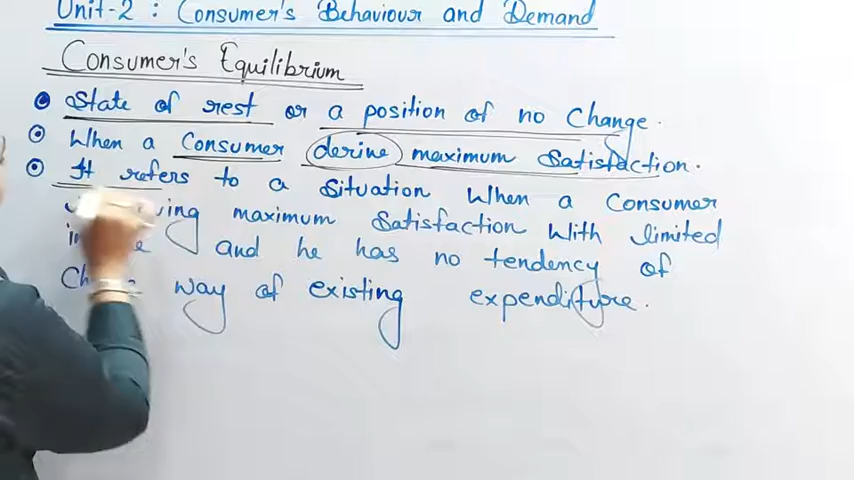 Unit-2 : Consumer's Behaviour and Demand
Consumer's Equilibrium
State of rest or a position of no Change.
When a Consumer derive maximum Satisfaction.
It refers to a Situation When a Consumer
maximum Satisfaction With limited
and he has no tendency of
way of existing expenditure.